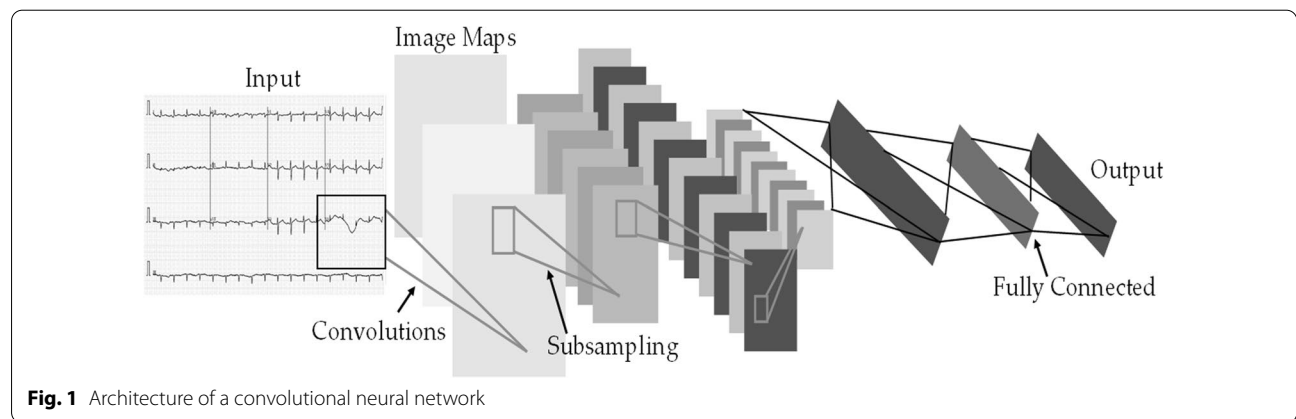 Image Maps
Input
Output
Fully Connected
Convolutions
Subsampling
Fig. 1 Architecture of a convolutional neural network